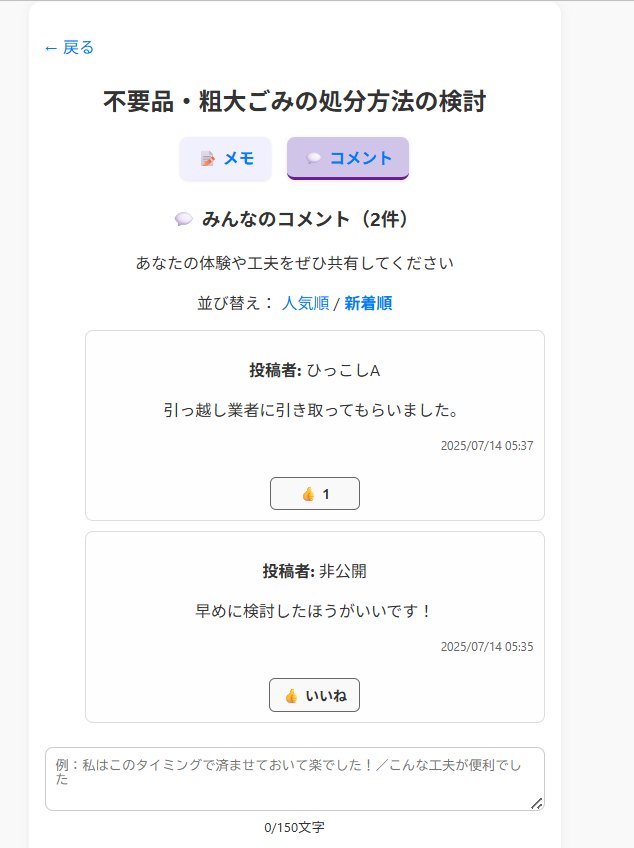 ← 戻る
不要品・粗大ごみの処分方法の検討
📝 メモ
💬 コメント
💬 みんなのコメント（2件）
あなたの体験や工夫をぜひ共有してください
並び替え： 人気順 / 新着順
投稿者: ひっこしA
引っ越し業者に引き取ってもらいました。
2025/07/14 05:37
👍 1
投稿者: 非公開
早めに検討したほうがいいです！
2025/07/14 05:35
👍 いいね
例：私はこのタイミングで済ませておいて楽でした！／こんな工夫が便利でし
た
0/150文字